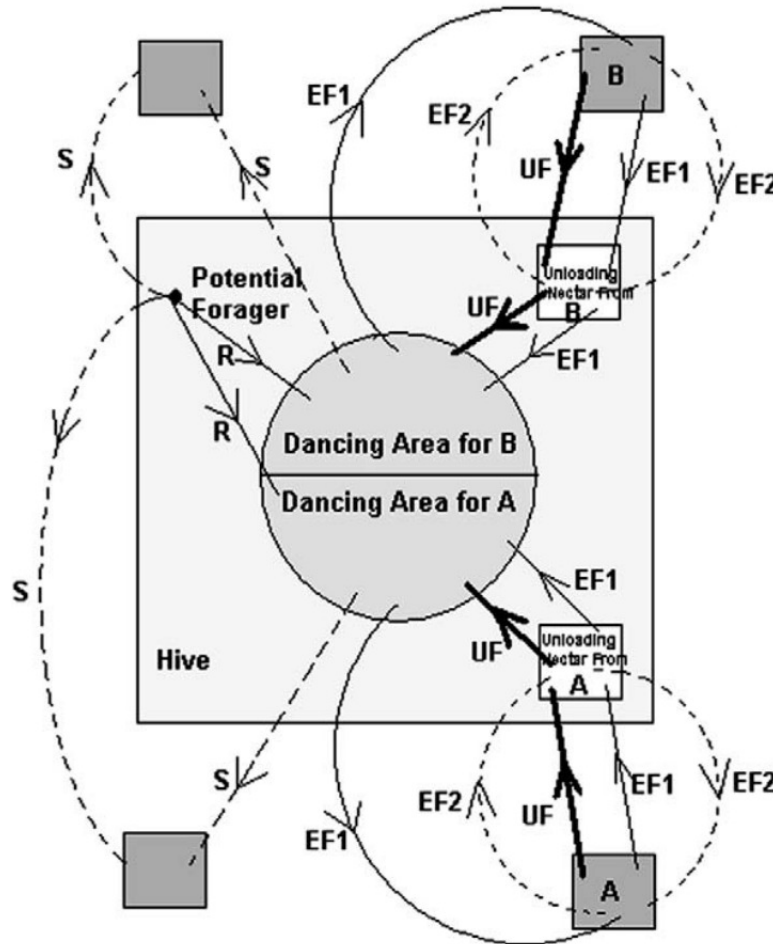 B
EF1
EF2
S
S
UF
EF1
EF2
Potential
Forager
Unloading
Nectar From
B
UF
R
EF1
R
Dancing Area for B
Dancing Area for A
S
EF1
Hive
UF
Unloading
Nectar From
A
S
EF1
EF2
UF
EF1
EF2
A